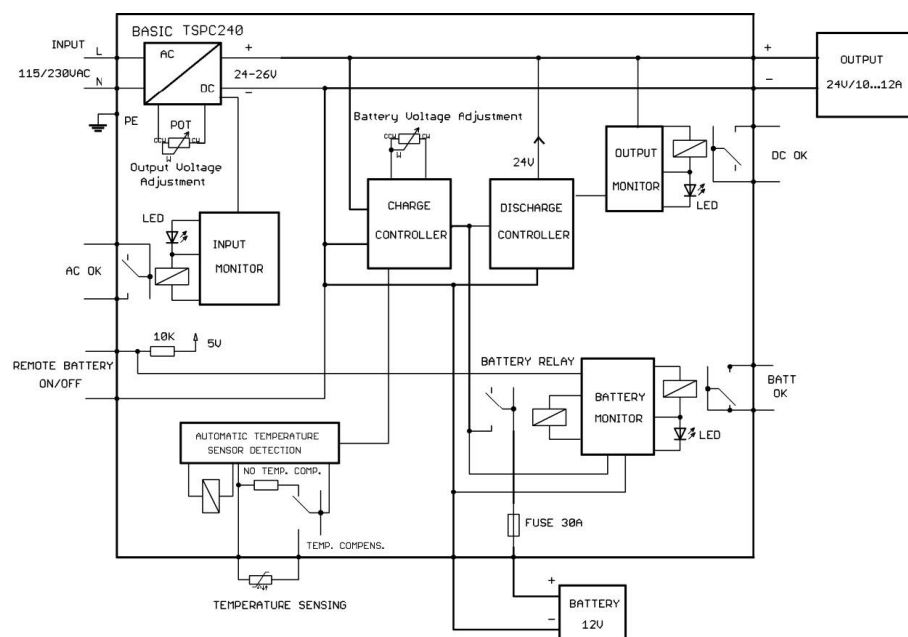 BASIC TSPC240
INPUT
L
115/230VAC
N
PE
AC
DC
+
24-26V
−
+
−
OUTPUT
24V/10...12A
CCW
POT
CW
W
Output Voltage
Adjustment
Battery Voltage Adjustment
CCW
CW
W
24V
OUTPUT
MONITOR
LED
DC OK
CHARGE
CONTROLLER
DISCHARGE
CONTROLLER
LED
INPUT
MONITOR
AC OK
10K
5V
REMOTE BATTERY
ON/OFF
BATTERY RELAY
BATTERY
MONITOR
LED
BATT
OK
AUTOMATIC TEMPERATURE
SENSOR DETECTION
NO TEMP. COMP.
TEMP. COMPENS.
FUSE 30A
TEMPERATURE SENSING
+
−
BATTERY
12V